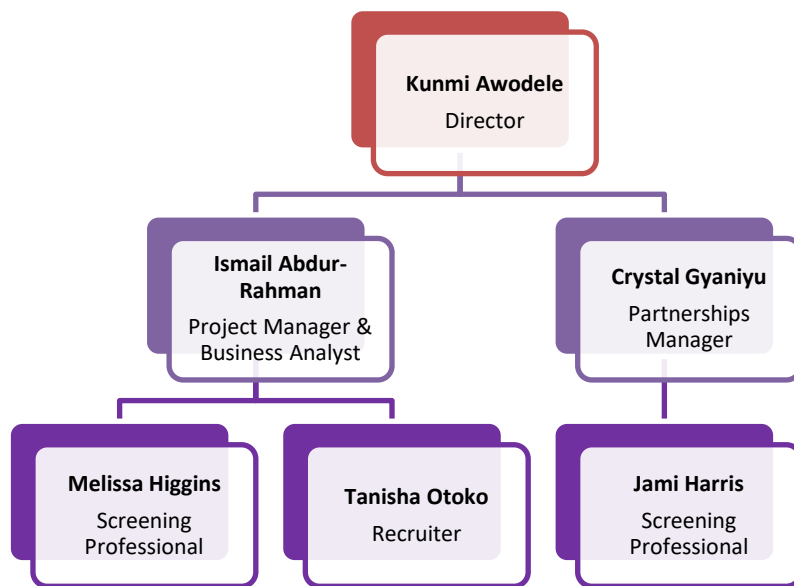 Kunmi Awodele
Director
Ismail Abdur-
Rahman
Project Manager &
Business Analyst
Crystal Gyaniyu
Partnerships
Manager
Melissa Higgins
Screening
Professional
Tanisha Otoko
Recruiter
Jami Harris
Screening
Professional